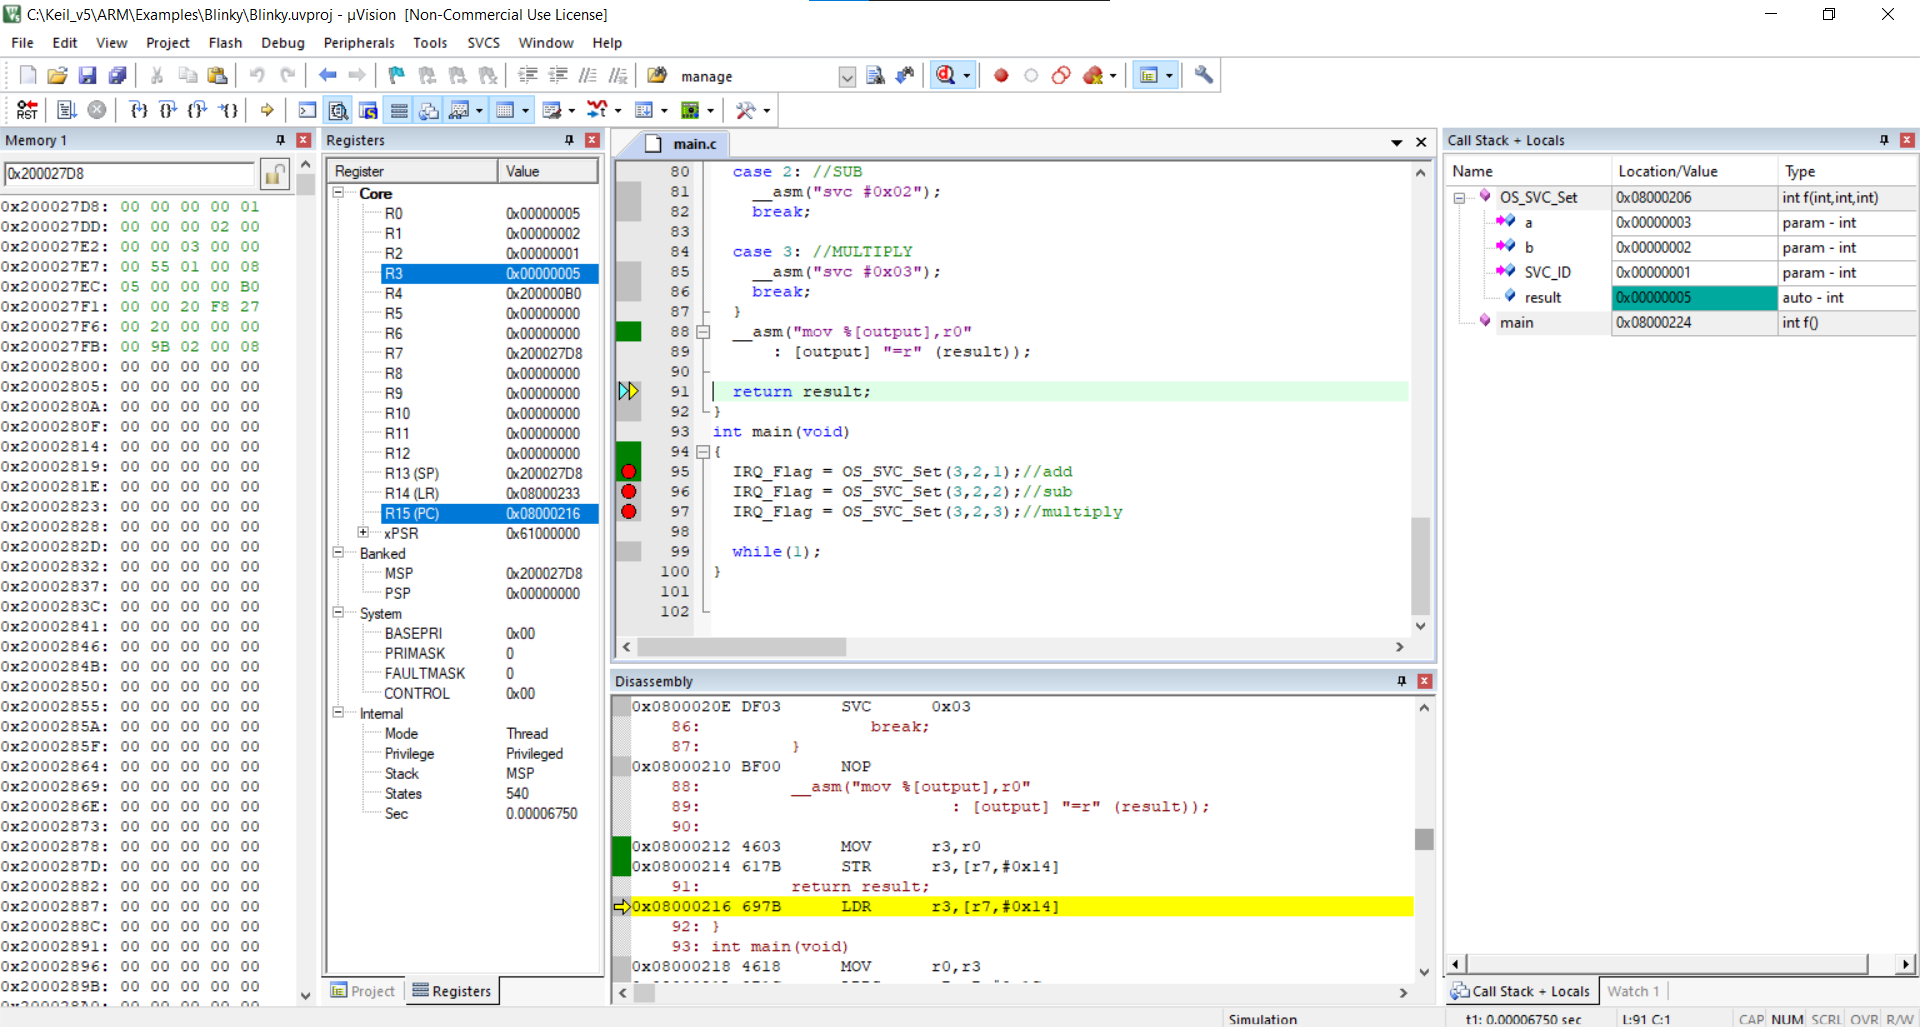 C:\Keil_v5\ARM\Examples\Blinky\Blinky.uvproj - µVision  [Non-Commercial Use License]
File Edit View Project Flash Debug Peripherals Tools SVCS Window Help
manage
RST
Memory 1
0x200027D8
0x200027D8: 00 00 00 00 01
0x200027DD: 00 00 00 02 00
0x200027E2: 00 00 03 00 00
0x200027E7: 00 55 01 00 08
0x200027EC: 05 00 00 00 B0
0x200027F1: 00 00 20 F8 27
0x200027F6: 00 20 00 00 00
0x200027FB: 00 9B 02 00 08
0x20002800: 00 00 00 00 00
0x20002805: 00 00 00 00 00
0x2000280A: 00 00 00 00 00
0x2000280F: 00 00 00 00 00
0x20002814: 00 00 00 00 00
0x20002819: 00 00 00 00 00
0x2000281E: 00 00 00 00 00
0x20002823: 00 00 00 00 00
0x20002828: 00 00 00 00 00
0x2000282D: 00 00 00 00 00
0x20002832: 00 00 00 00 00
0x20002837: 00 00 00 00 00
0x2000283C: 00 00 00 00 00
0x20002841: 00 00 00 00 00
0x20002846: 00 00 00 00 00
0x2000284B: 00 00 00 00 00
0x20002850: 00 00 00 00 00
0x20002855: 00 00 00 00 00
0x2000285A: 00 00 00 00 00
0x2000285F: 00 00 00 00 00
0x20002864: 00 00 00 00 00
0x20002869: 00 00 00 00 00
0x2000286E: 00 00 00 00 00
0x20002873: 00 00 00 00 00
0x20002878: 00 00 00 00 00
0x2000287D: 00 00 00 00 00
0x20002882: 00 00 00 00 00
0x20002887: 00 00 00 00 00
0x2000288C: 00 00 00 00 00
0x20002891: 00 00 00 00 00
0x20002896: 00 00 00 00 00
0x2000289B: 00 00 00 00 00
Registers
Register Value
Core
R0 0x00000005
R1 0x00000002
R2 0x00000001
R3 0x00000005
R4 0x200000B0
R5 0x00000000
R6 0x00000000
R7 0x200027D8
R8 0x00000000
R9 0x00000000
R10 0x00000000
R11 0x00000000
R12 0x00000000
R13 (SP) 0x200027D8
R14 (LR) 0x08000233
R15 (PC) 0x08000216
xPSR 0x61000000
Banked
MSP 0x200027D8
PSP 0x00000000
System
BASEPRI 0x00
PRIMASK 0
FAULTMASK 0
CONTROL 0x00
Internal
Mode Thread
Privilege Privileged
Stack MSP
States 540
Sec 0.00006750
Project Registers
main.c
80 case 2: //SUB
81 __asm("svc #0x02");
82 break;
83
84 case 3: //MULTIPLY
85 __asm("svc #0x03");
86 break;
87 }
88 __asm("mov %[output],r0"
89 : [output] "=r" (result));
90
91 return result;
92 }
93 int main(void)
94 {
95 IRQ_Flag = OS_SVC_Set(3,2,1);//add
96 IRQ_Flag = OS_SVC_Set(3,2,2);//sub
97 IRQ_Flag = OS_SVC_Set(3,2,3);//multiply
98
99 while(1);
100 }
101
102
Disassembly
0x0800020E DF03 SVC 0x03
86: break;
87: }
0x08000210 BF00 NOP
88: __asm("mov %[output],r0"
89: : [output] "=r" (result));
90:
0x08000212 4603 MOV r3,r0
0x08000214 617B STR r3,[r7,#0x14]
91: return result;
0x08000216 697B LDR r3,[r7,#0x14]
92: }
93: int main(void)
0x08000218 4618 MOV r0,r3
Call Stack + Locals
Name Location/Value Type
OS_SVC_Set 0x08000206 int f(int,int,int)
a 0x00000003 param - int
b 0x00000002 param - int
SVC_ID 0x00000001 param - int
result 0x00000005 auto - int
main 0x08000224 int f()
Call Stack + Locals Watch 1
Simulation t1: 0.00006750 sec L:91 C:1 CAP NUM SCRL OVR R/W